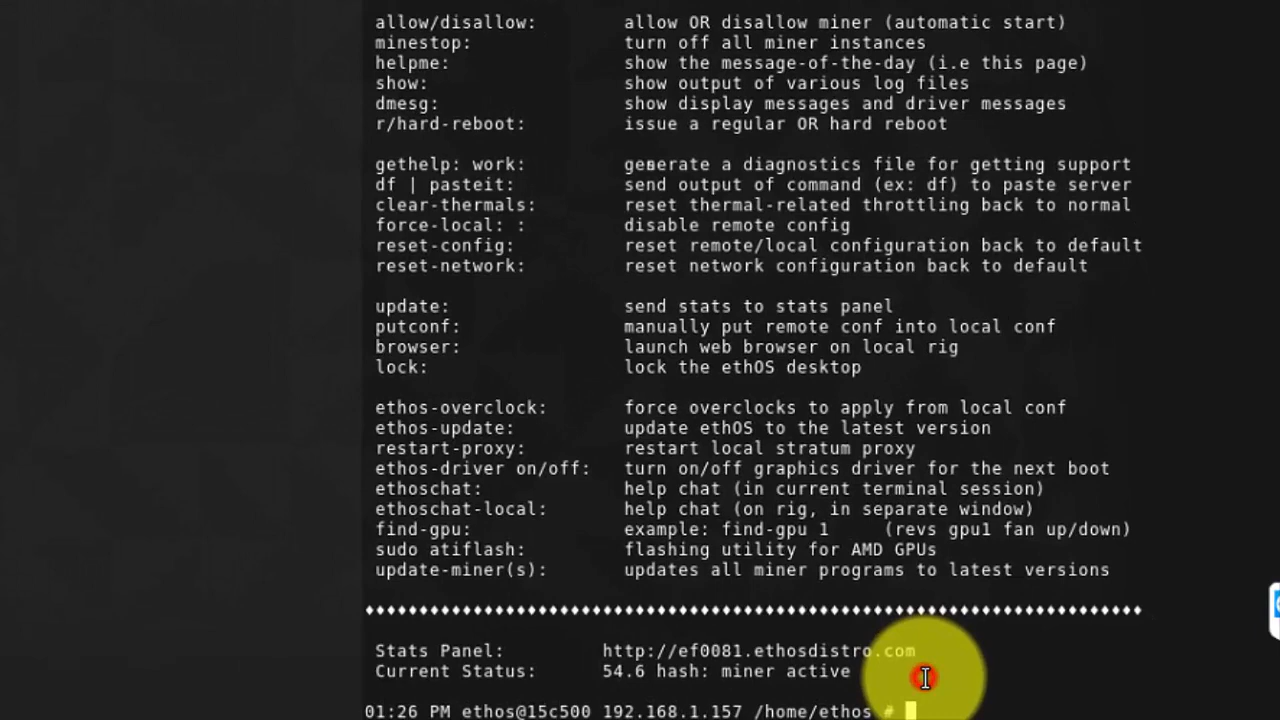 allow/disallow: allow OR disallow miner (automatic start)
minestop: turn off all miner instances
helpme: show the message-of-the-day (i.e this page)
show: show output of various log files
dmesg: show display messages and driver messages
r/hard-reboot: issue a regular OR hard reboot
gethelp: work: generate a diagnostics file for getting support
df | pasteit: send output of command (ex: df) to paste server
clear-thermals: reset thermal-related throttling back to normal
force-local: : disable remote config
reset-config: reset remote/local configuration back to default
reset-network: reset network configuration back to default
update: send stats to stats panel
putconf: manually put remote conf into local conf
browser: launch web browser on local rig
lock: lock the ethOS desktop
ethos-overclock: force overclocks to apply from local conf
ethos-update: update ethOS to the latest version
restart-proxy: restart local stratum proxy
ethos-driver on/off: turn on/off graphics driver for the next boot
ethoschat: help chat (in current terminal session)
ethoschat-local: help chat (on rig, in separate window)
find-gpu: example: find-gpu 1 (revs gpu1 fan up/down)
sudo atiflash: flashing utility for AMD GPUs
update-miner(s): updates all miner programs to latest versions
Stats Panel: http://ef0081.ethosdistro.com
Current Status: 54.6 hash: miner active
01:26 PM ethos@15c500 192.168.1.157 /home/ethos #